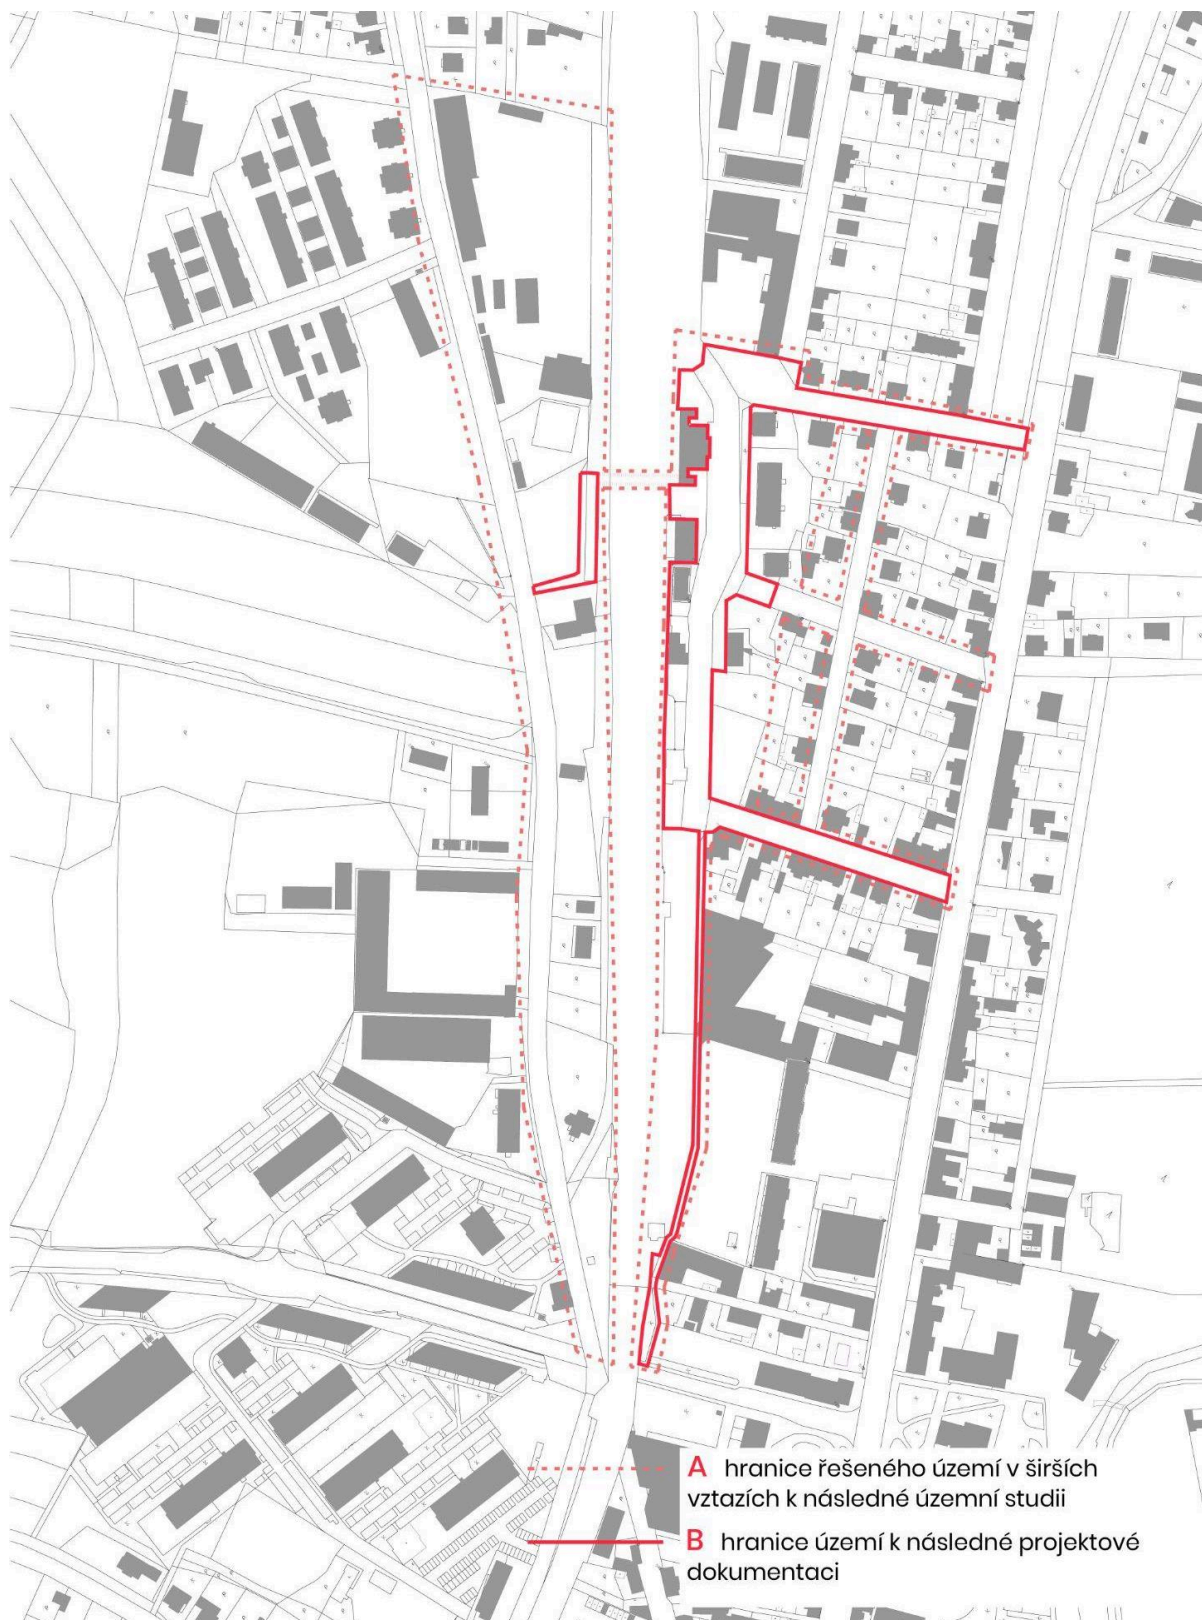 A hranice řešeného území v širších
vztazích k následné územní studii
B hranice území k následné projektové
dokumentaci